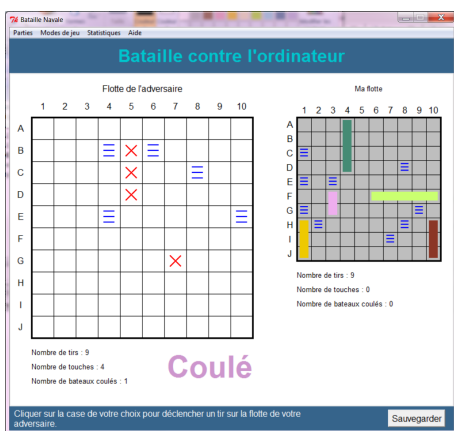 Bataille Navale
Parties Modes de jeu Statistiques Aide
Bataille contre l'ordinateur
Flotte de l'adversaire
1 2 3 4 5 6 7 8 9 10
A
B
C
D
E
F
G
H
I
J
Nombre de tirs : 9
Nombre de touches : 4
Nombre de bateaux coulés : 1
Coulé
Ma flotte
1 2 3 4 5 6 7 8 9 10
A
B
C
D
E
F
G
H
I
J
Nombre de tirs : 9
Nombre de touches : 0
Nombre de bateaux coulés : 0
Cliquer sur la case de votre choix pour déclencher un tir sur la flotte de votre
adversaire.
Sauvegarder